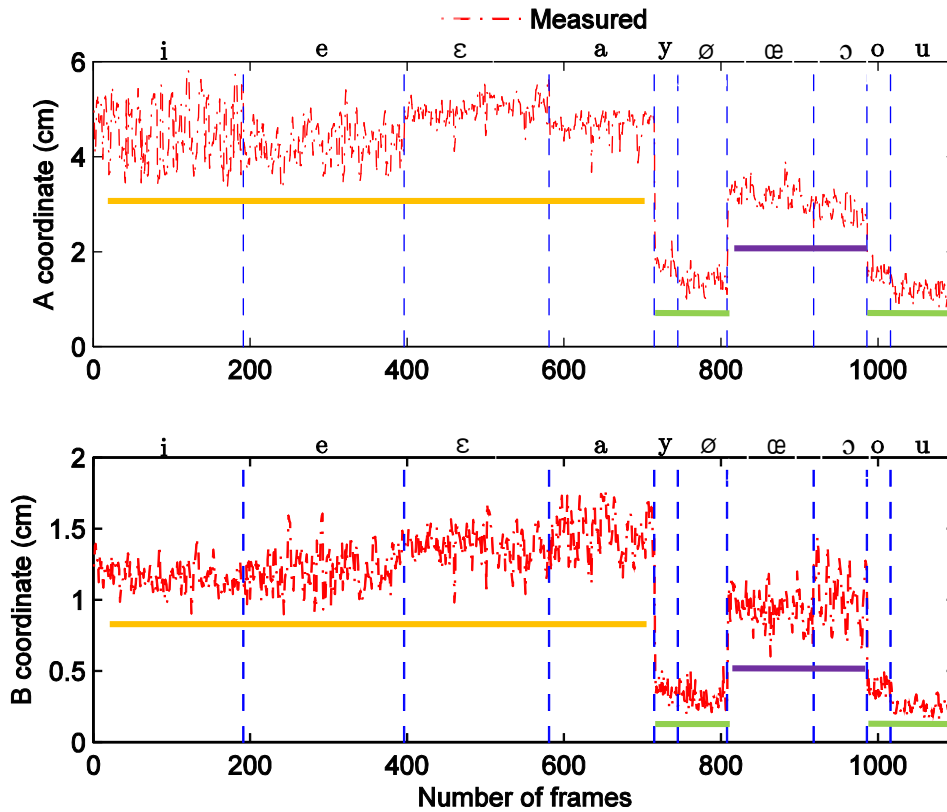 Measured
i e ɛ a y ø œ ɔ o u
6
4
2
0
A coordinate (cm)
0 200 400 600 800 1000
i e ɛ a y ø œ ɔ o u
2
1.5
1
0.5
0
B coordinate (cm)
0 200 400 600 800 1000
Number of frames